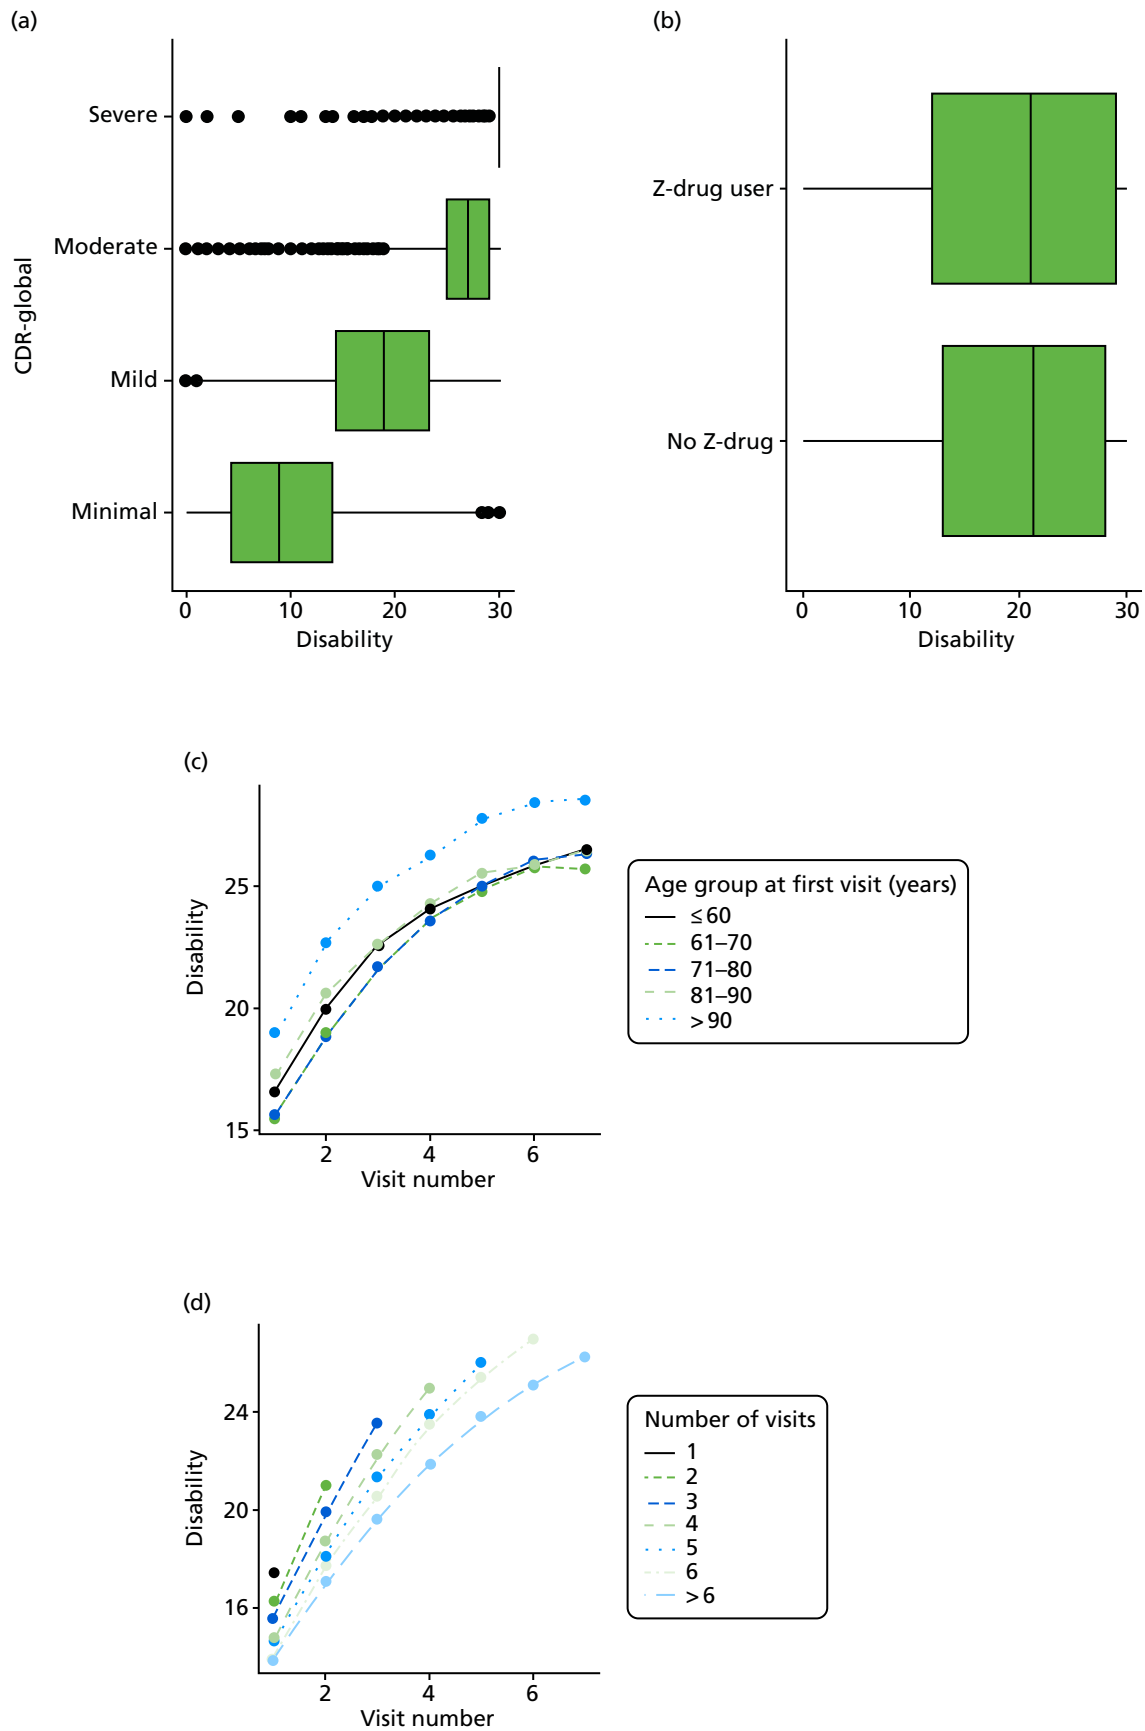 (a)
CDR-global
Severe
Moderate
Mild
Minimal
0 10 20 30
Disability
(b)
Z-drug user
No Z-drug
0 10 20 30
Disability
(c)
Disability
25
20
15
2 4 6
Visit number
Age group at first visit (years)
≤ 60
61–70
71–80
81–90
> 90
(d)
Disability
24
20
16
2 4 6
Visit number
Number of visits
1
2
3
4
5
6
> 6